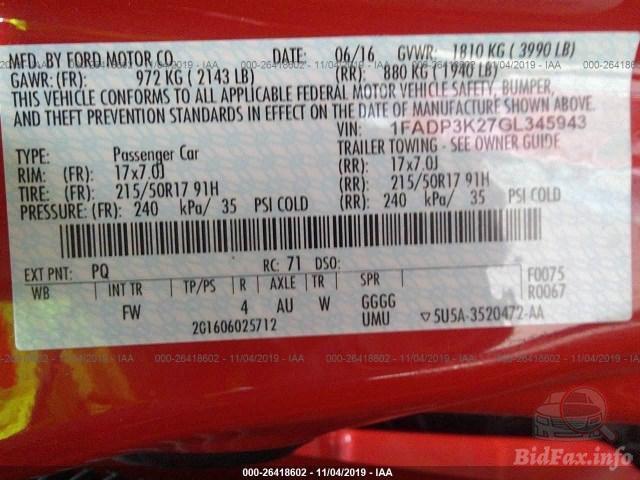 MFD. BY FORD MOTOR CO. DATE: 06/16 GVWR: 1810 KG ( 3990 LB)
GAWR: (FR): 972 KG ( 2143 LB) (RR): 880 KG ( 1940 LB)
THIS VEHICLE CONFORMS TO ALL APPLICABLE FEDERAL MOTOR VEHICLE SAFETY, BUMPER,
AND THEFT PREVENTION STANDARDS IN EFFECT ON THE DATE OF MANUFACTURE SHOWN ABOVE.
VIN: 1FADP3K27GL345943
TYPE: Passenger Car TRAILER TOWING - SEE OWNER GUIDE
RIM: (FR): 17x7.0J (RR): 17x7.0J
TIRE: (FR): 215/50R17 91H (RR): 215/50R17 91H
PRESSURE: (FR): 240 kPa/ 35 PSI COLD (RR): 240 kPa/ 35 PSI COLD
EXT PNT: PQ RC: 71 DSO: F0075
WB INT TR TP/PS R AXLE TR SPR R0067
FW 4 AU W GGGG
2G1606025712 UMU ▽5U5A-3520472-AA
000-26418602 - 11/04/2019 - IAA
BidFax.info